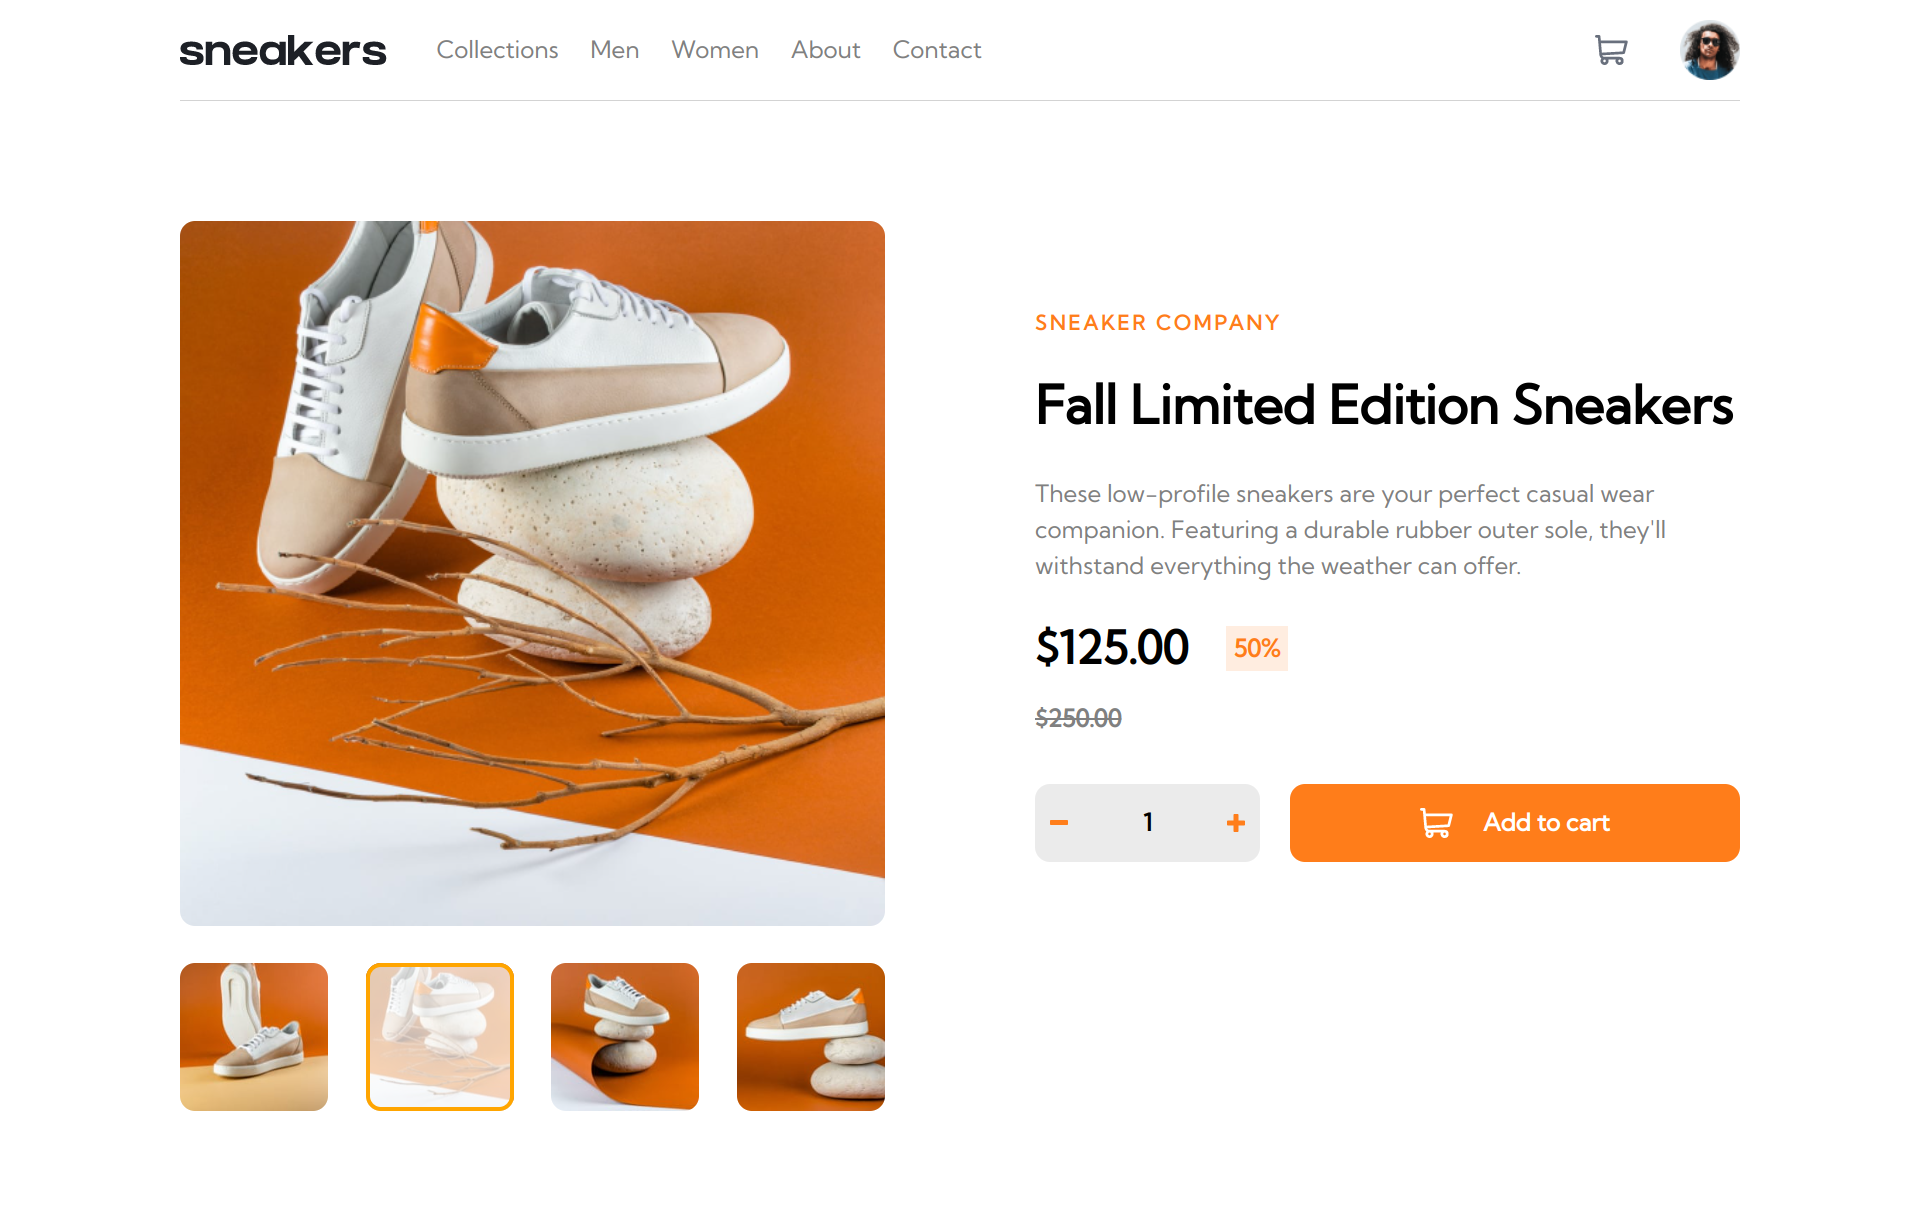 sneakers
Collections
Men
Women
About
Contact
SNEAKER COMPANY
Fall Limited Edition Sneakers
These low-profile sneakers are your perfect casual wear
companion. Featuring a durable rubber outer sole, they'll
withstand everything the weather can offer.
$125.00
50%
$250.00
1
Add to cart